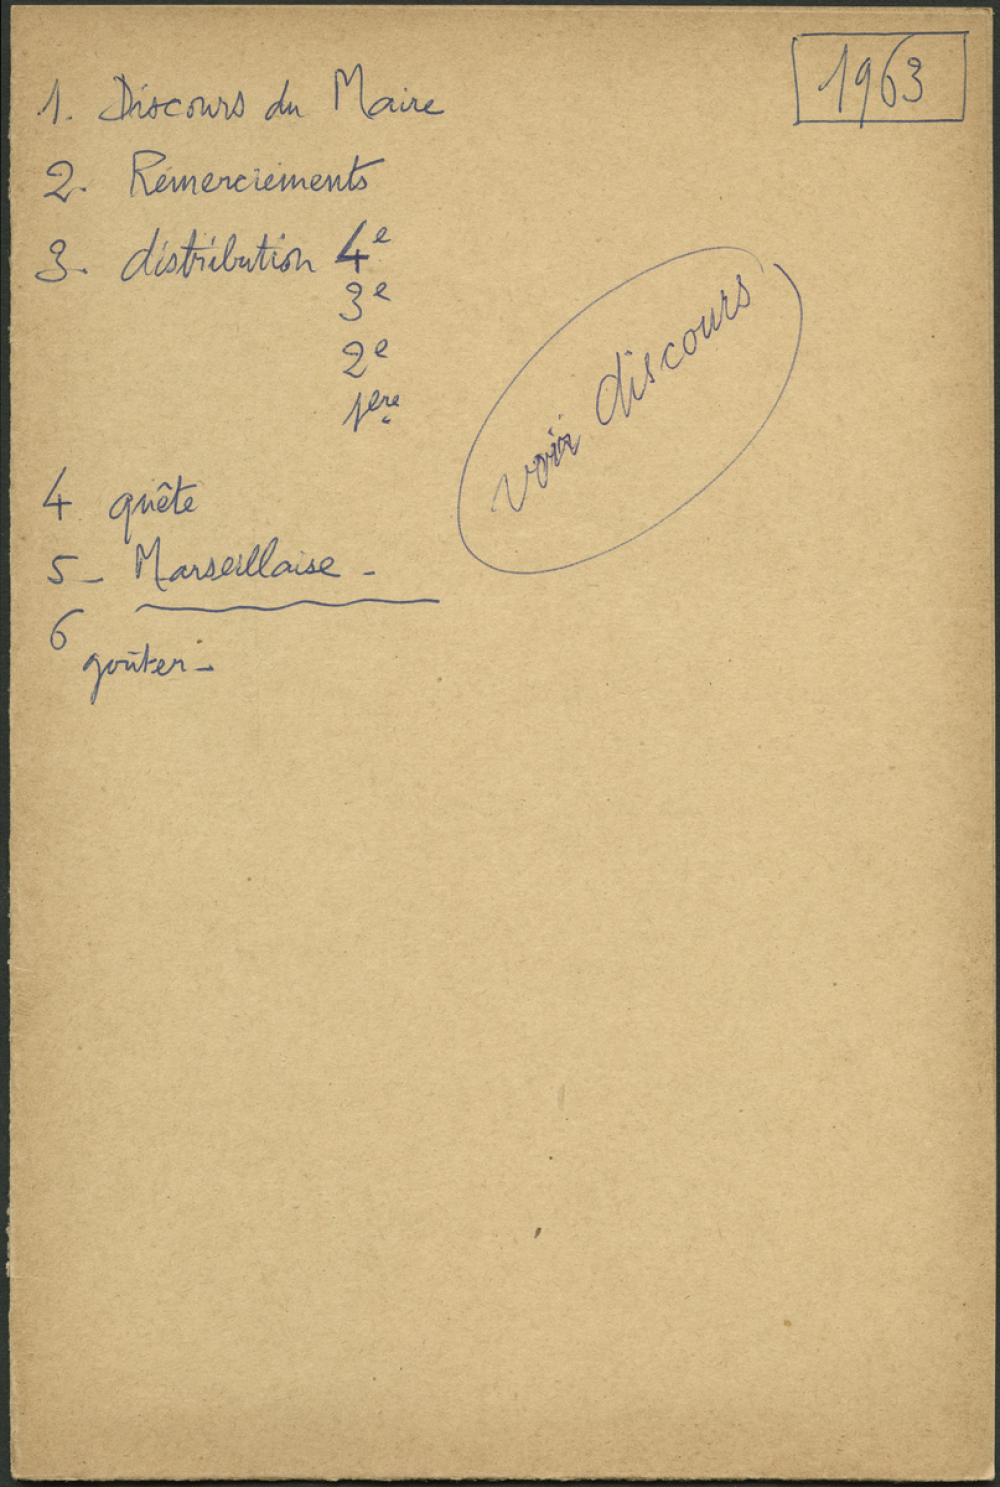 1963
1. Discours du Maire
2. Remerciements
3. distribution 4e
3e
2e
1ère
voir discours
4 quête
5 - Marseillaise -
6
goûter -